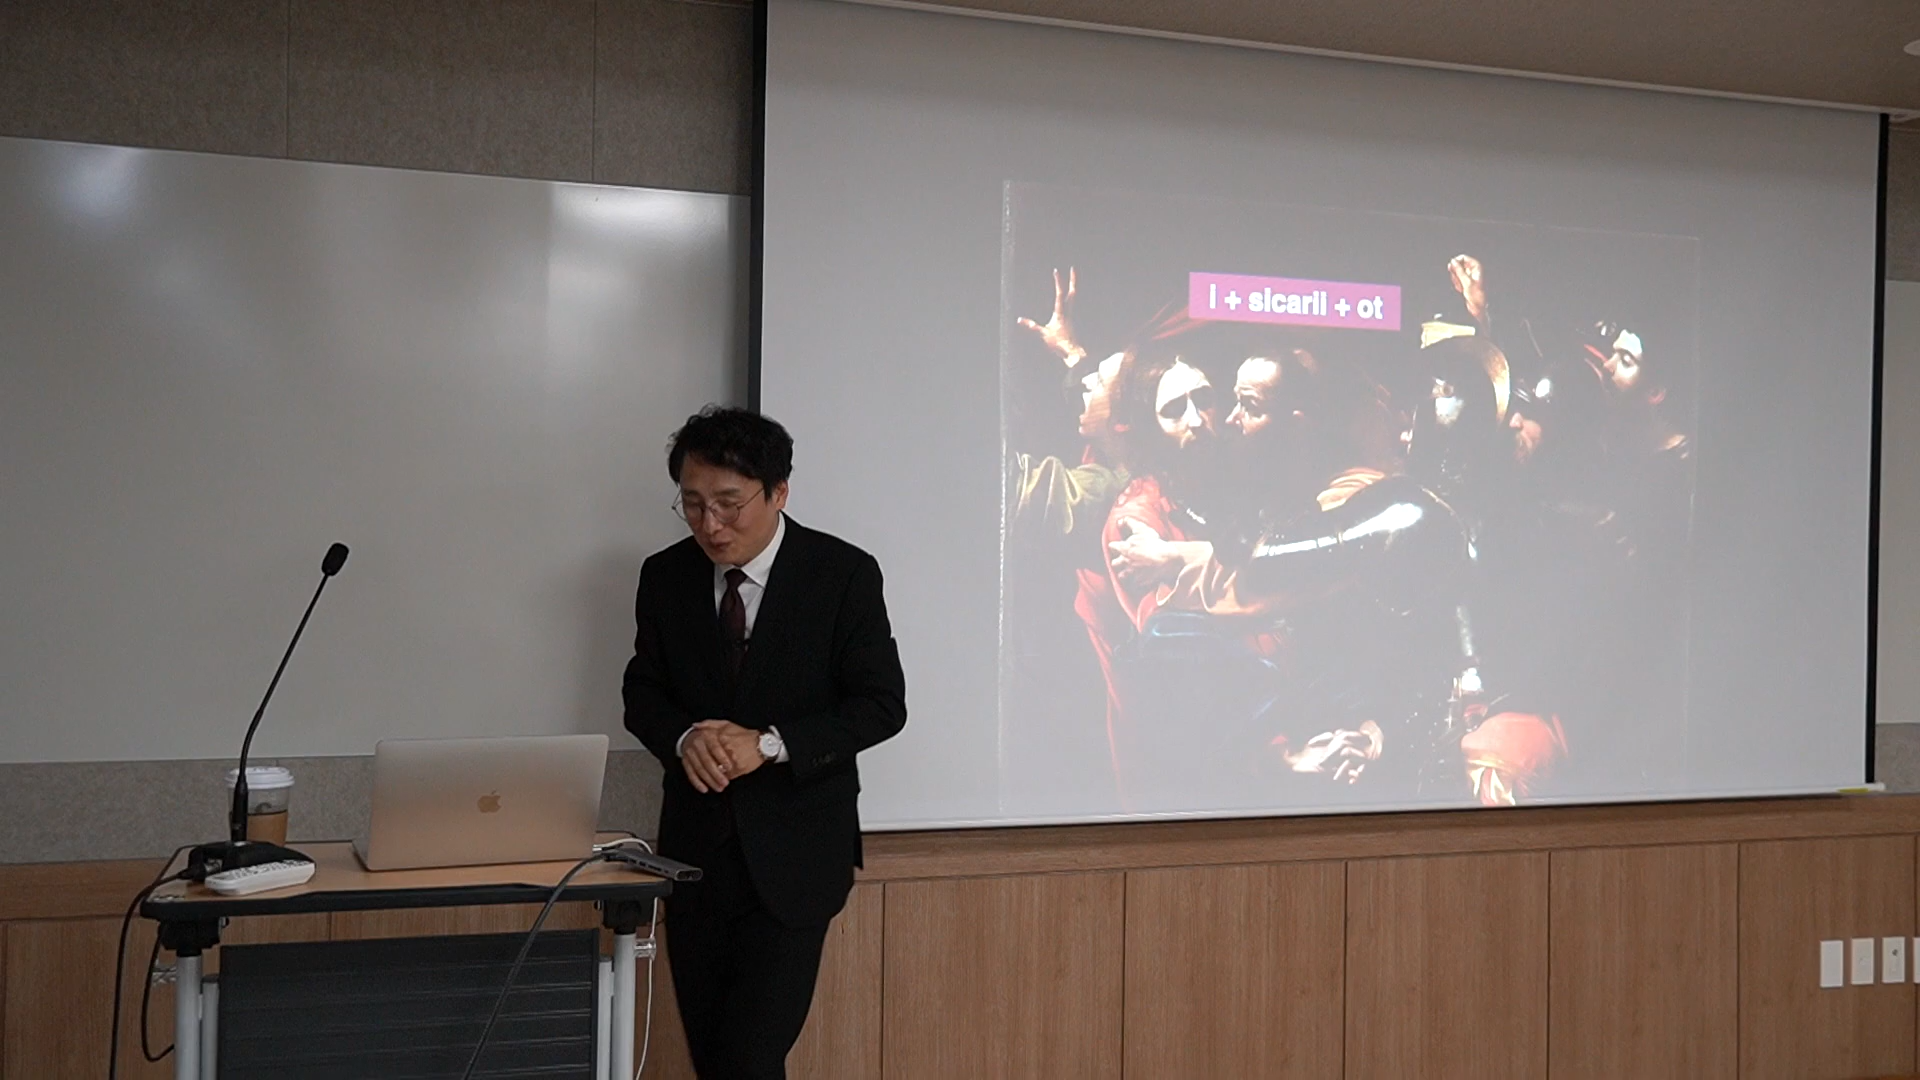 i + sicarii + ot